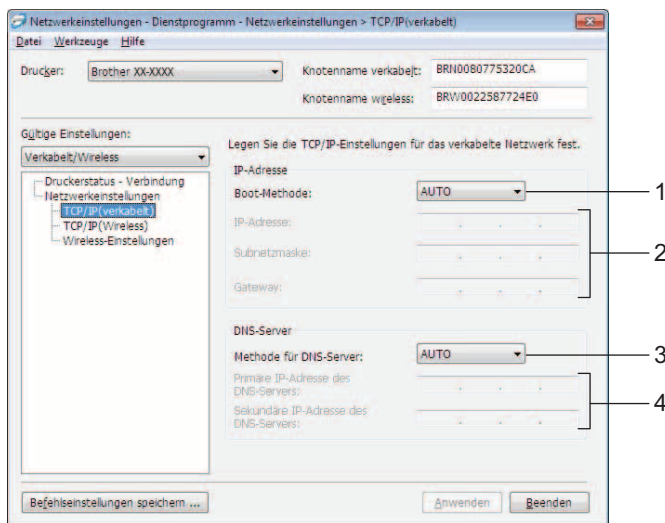 Netzwerkeinstellungen - Dienstprogramm - Netzwerkeinstellungen > TCP/IP(verkabelt)
Datei Werkzeuge Hilfe
Drucker: Brother XX-XXXX
Knotenname verkabelt: BRN0080775320CA
Knotenname wireless: BRW0022587724E0
Gültige Einstellungen:
Verkabelt/Wireless
Druckerstatus - Verbindung
Netzwerkeinstellungen
TCP/IP(verkabelt)
TCP/IP(Wireless)
Wireless-Einstellungen
Legen Sie die TCP/IP-Einstellungen für das verkabelte Netzwerk fest.
IP-Adresse
Boot-Methode: AUTO 1
IP-Adresse: . . .
2
Subnetzmaske: . . .
Gateway: . . .
DNS-Server
Methode für DNS-Server: AUTO 3
Primäre IP-Adresse des
DNS-Servers: . . .
4
Sekundäre IP-Adresse des
DNS-Servers: . . .
Befehlseinstellungen speichern ... Anwenden Beenden